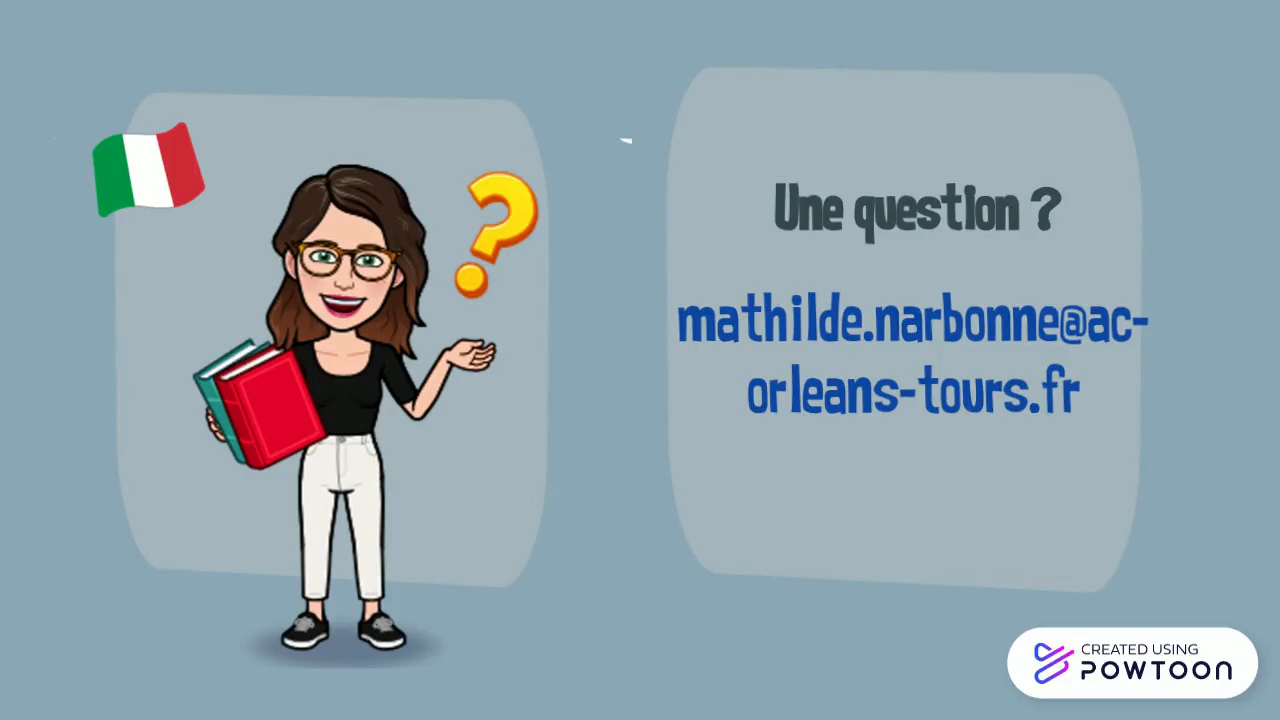 Une question ?
mathilde.narbonne@ac-
orleans-tours.fr
CREATED USING
POWTOON